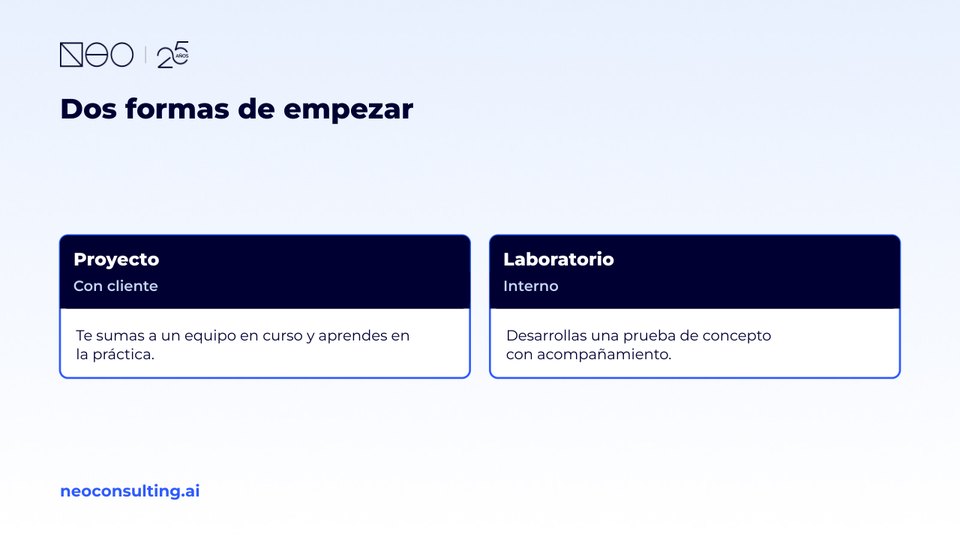 NEO | 25 AÑOS
Dos formas de empezar
Proyecto
Con cliente
Te sumas a un equipo en curso y aprendes en
la práctica.
Laboratorio
Interno
Desarrollas una prueba de concepto
con acompañamiento.
neoconsulting.ai